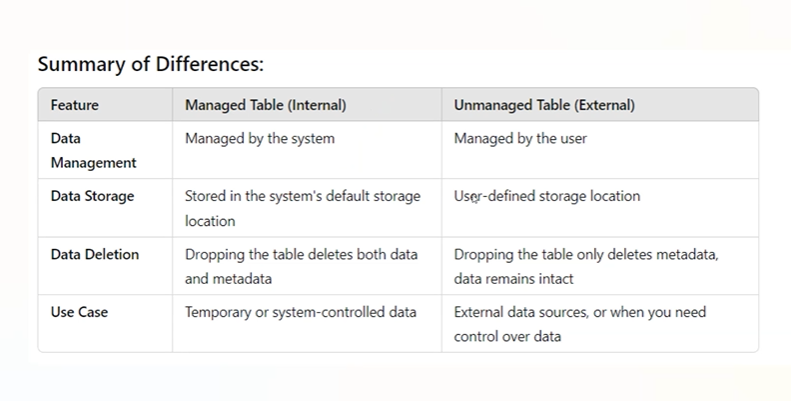 Summary of Differences:
Feature Managed Table (Internal) Unmanaged Table (External)
Data Management Managed by the system Managed by the user
Data Storage Stored in the system's default storage location User-defined storage location
Data Deletion Dropping the table deletes both data and metadata Dropping the table only deletes metadata, data remains intact
Use Case Temporary or system-controlled data External data sources, or when you need control over data